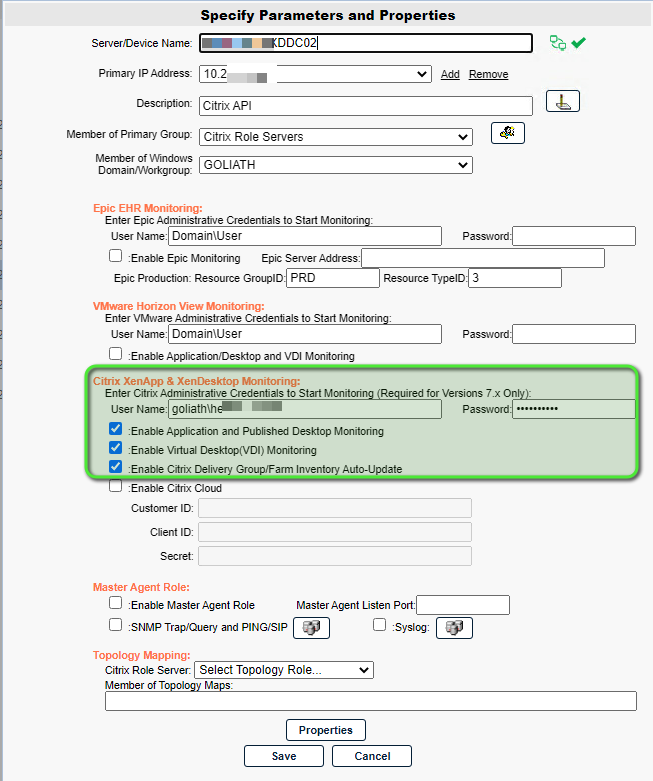 Specify Parameters and Properties
Server/Device Name: XDDC02
Primary IP Address: 10.2 Add Remove
Description: Citrix API
Member of Primary Group: Citrix Role Servers
Member of Windows
Domain/Workgroup: GOLIATH
Epic EHR Monitoring:
Enter Epic Administrative Credentials to Start Monitoring:
User Name: Domain\User Password:
:Enable Epic Monitoring Epic Server Address:
Epic Production: Resource GroupID: PRD Resource TypeID: 3
VMware Horizon View Monitoring:
Enter VMware Administrative Credentials to Start Monitoring:
User Name: Domain\User Password:
:Enable Application/Desktop and VDI Monitoring
Citrix XenApp & XenDesktop Monitoring:
Enter Citrix Administrative Credentials to Start Monitoring (Required for Versions 7.x Only):
User Name: goliath\he Password: ••••••••••
:Enable Application and Published Desktop Monitoring
:Enable Virtual Desktop(VDI) Monitoring
:Enable Citrix Delivery Group/Farm Inventory Auto-Update
:Enable Citrix Cloud
Customer ID:
Client ID:
Secret:
Master Agent Role:
:Enable Master Agent Role Master Agent Listen Port:
:SNMP Trap/Query and PING/SIP :Syslog:
Topology Mapping:
Citrix Role Server: Select Topology Role...
Member of Topology Maps:
Properties
Save Cancel